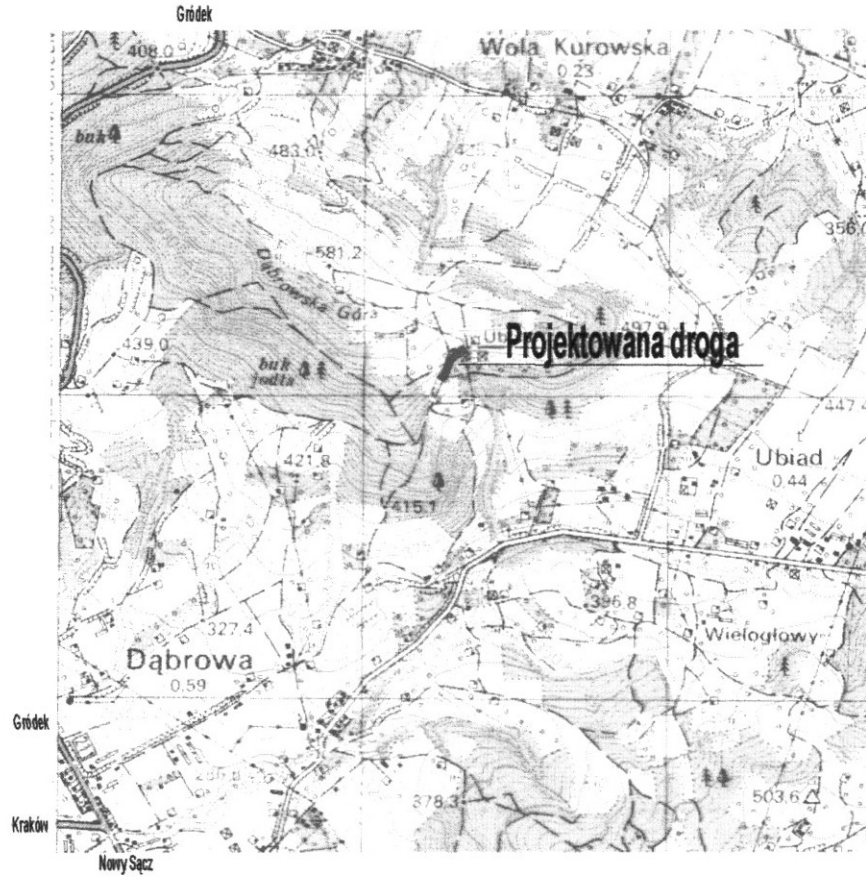 Gródek
408.0
Wola Kurowska
0.23
buk
483.0
356.0
581.2
Dąbrowska Góra
497.9
439.0
Projektowana droga
buk
jodła
447.4
421.8
Ubiad
0.44
415.1
395.8
327.4
Wielogłowy
Dąbrowa
0.59
Gródek
378.3
503.6
Kraków
Nowy Sącz